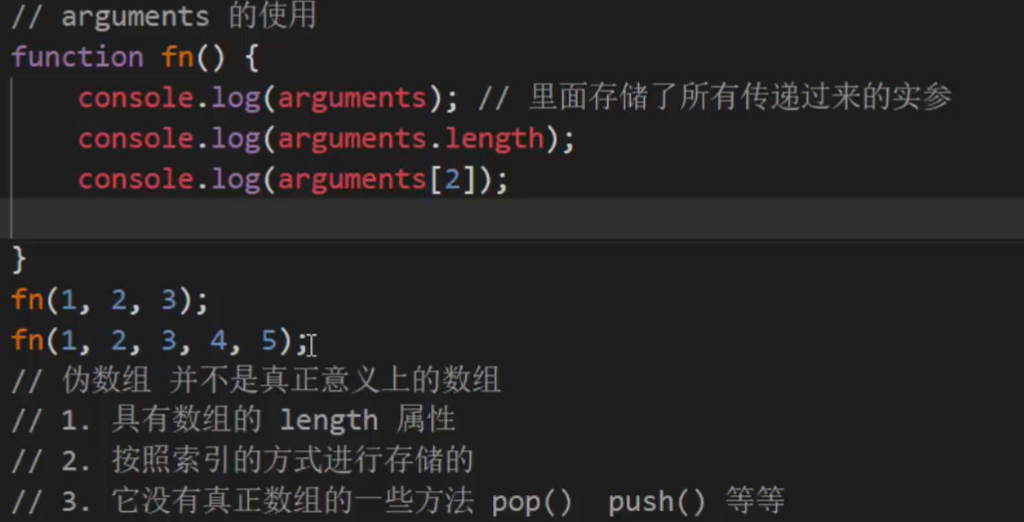 // arguments 的使用
function fn() {
console.log(arguments); // 里面存储了所有传递过来的实参
console.log(arguments.length);
console.log(arguments[2]);
}
fn(1, 2, 3);
fn(1, 2, 3, 4, 5);
// 伪数组 并不是真正意义上的数组
// 1. 具有数组的 length 属性
// 2. 按照索引的方式进行存储的
// 3. 它没有真正数组的一些方法 pop() push() 等等